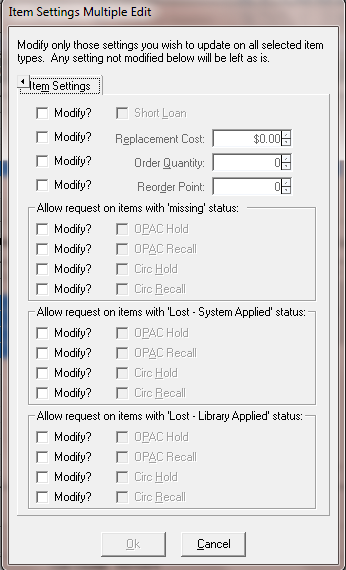 Item Settings Multiple Edit
Modify only those settings you wish to update on all selected item
types. Any setting not modified below will be left as is.
Item Settings
Modify? Short Loan
Modify? Replacement Cost: $0.00
Modify? Order Quantity: 0
Modify? Reorder Point: 0
Allow request on items with 'missing' status:
Modify? OPAC Hold
Modify? OPAC Recall
Modify? Circ Hold
Modify? Circ Recall
Allow request on items with 'Lost - System Applied' status:
Modify? OPAC Hold
Modify? OPAC Recall
Modify? Circ Hold
Modify? Circ Recall
Allow request on items with 'Lost - Library Applied' status:
Modify? OPAC Hold
Modify? OPAC Recall
Modify? Circ Hold
Modify? Circ Recall
Ok Cancel